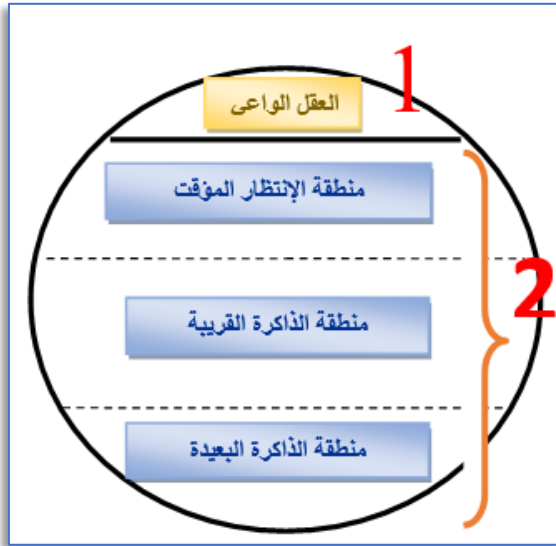 العقل الواعى
1
منطقة الإنتظار المؤقت
2
منطقة الذاكرة القريبة
منطقة الذاكرة البعيدة